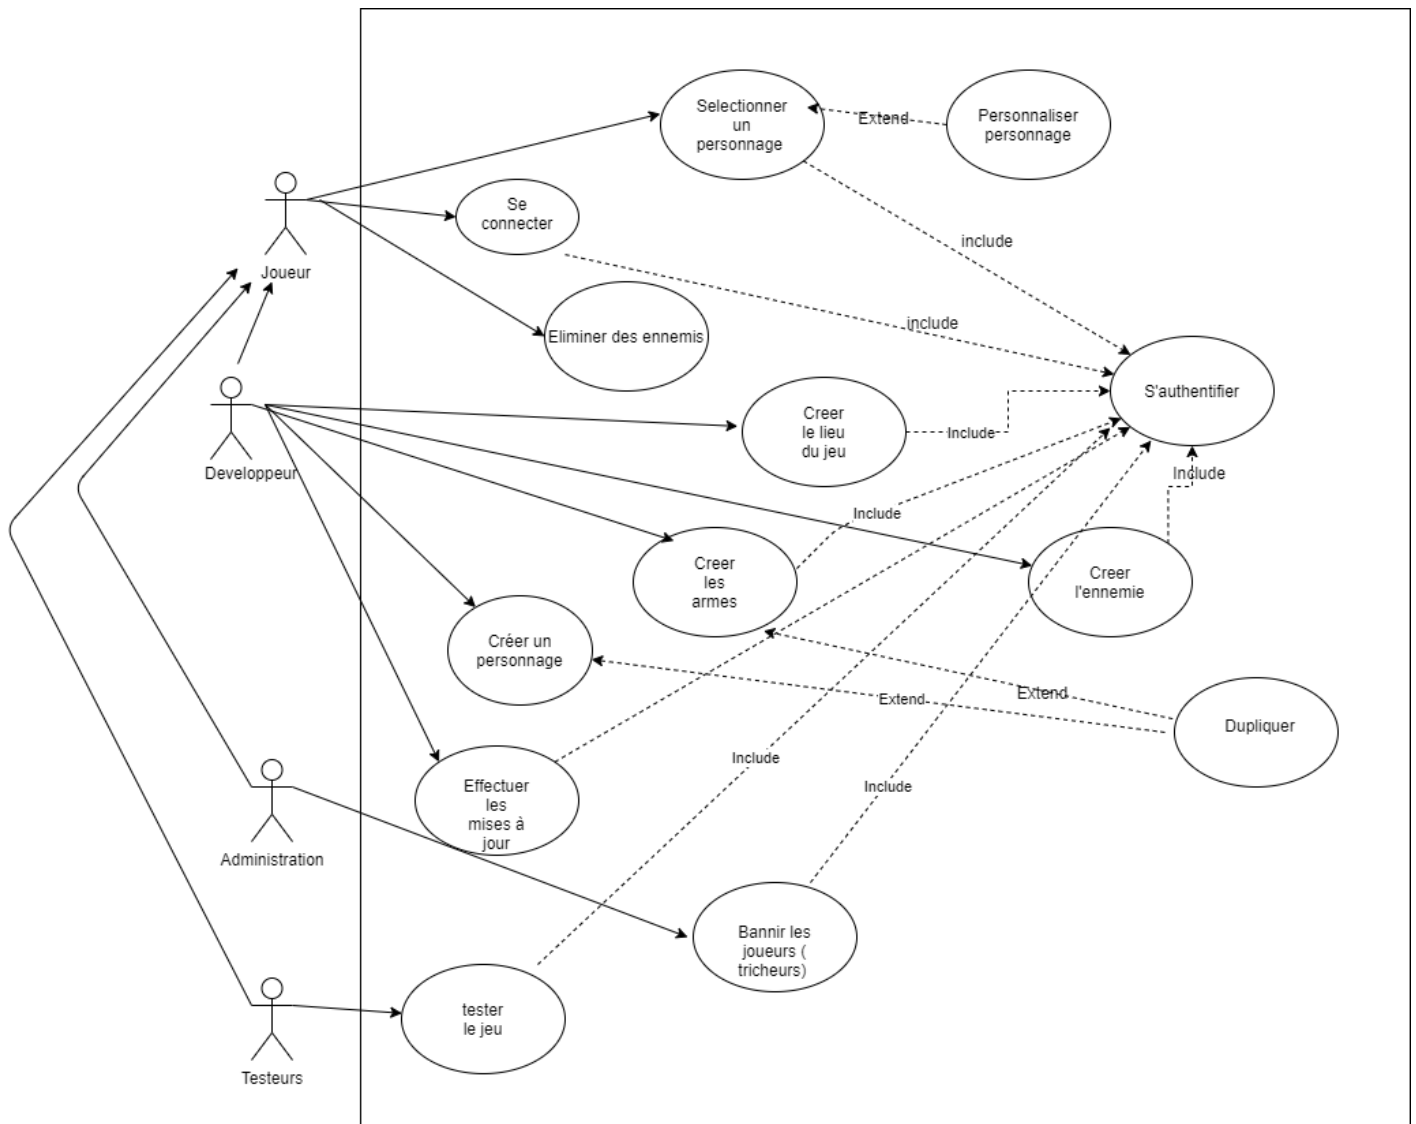 Selectionner
un
personnage
Extend
Personnaliser
personnage
Se
connecter
include
Joueur
Eliminer des ennemis
include
S'authentifier
Creer
le lieu
du jeu
Include
Developpeur
Include
Include
Creer
les
armes
Creer
l'ennemie
Créer un
personnage
Extend
Extend
Dupliquer
Include
Effectuer
les
mises à
jour
Include
Administration
Bannir les
joueurs (
tricheurs)
tester
le jeu
Testeurs